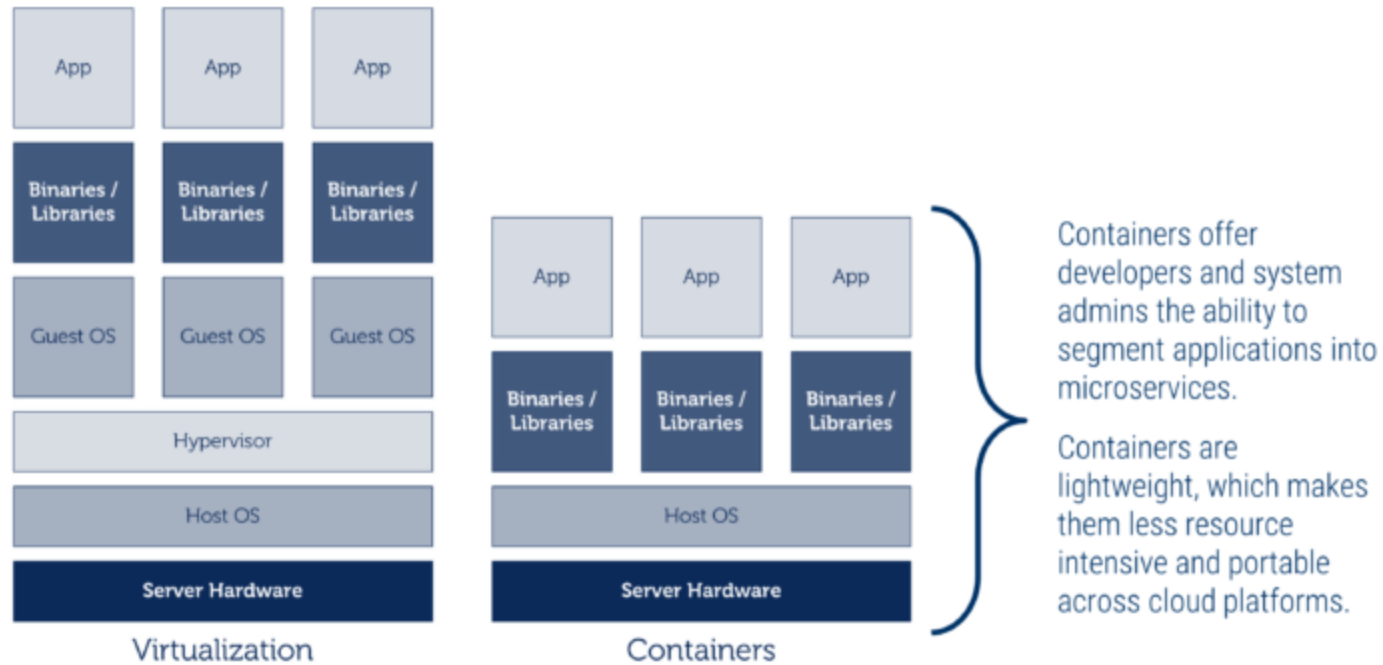 App
App
App
Binaries /
Libraries
Binaries /
Libraries
Binaries /
Libraries
Guest OS
Guest OS
Guest OS
Hypervisor
Host OS
Server Hardware
Virtualization
App
App
App
Binaries /
Libraries
Binaries /
Libraries
Binaries /
Libraries
Host OS
Server Hardware
Containers
Containers offer
developers and system
admins the ability to
segment applications into
microservices.
Containers are
lightweight, which makes
them less resource
intensive and portable
across cloud platforms.